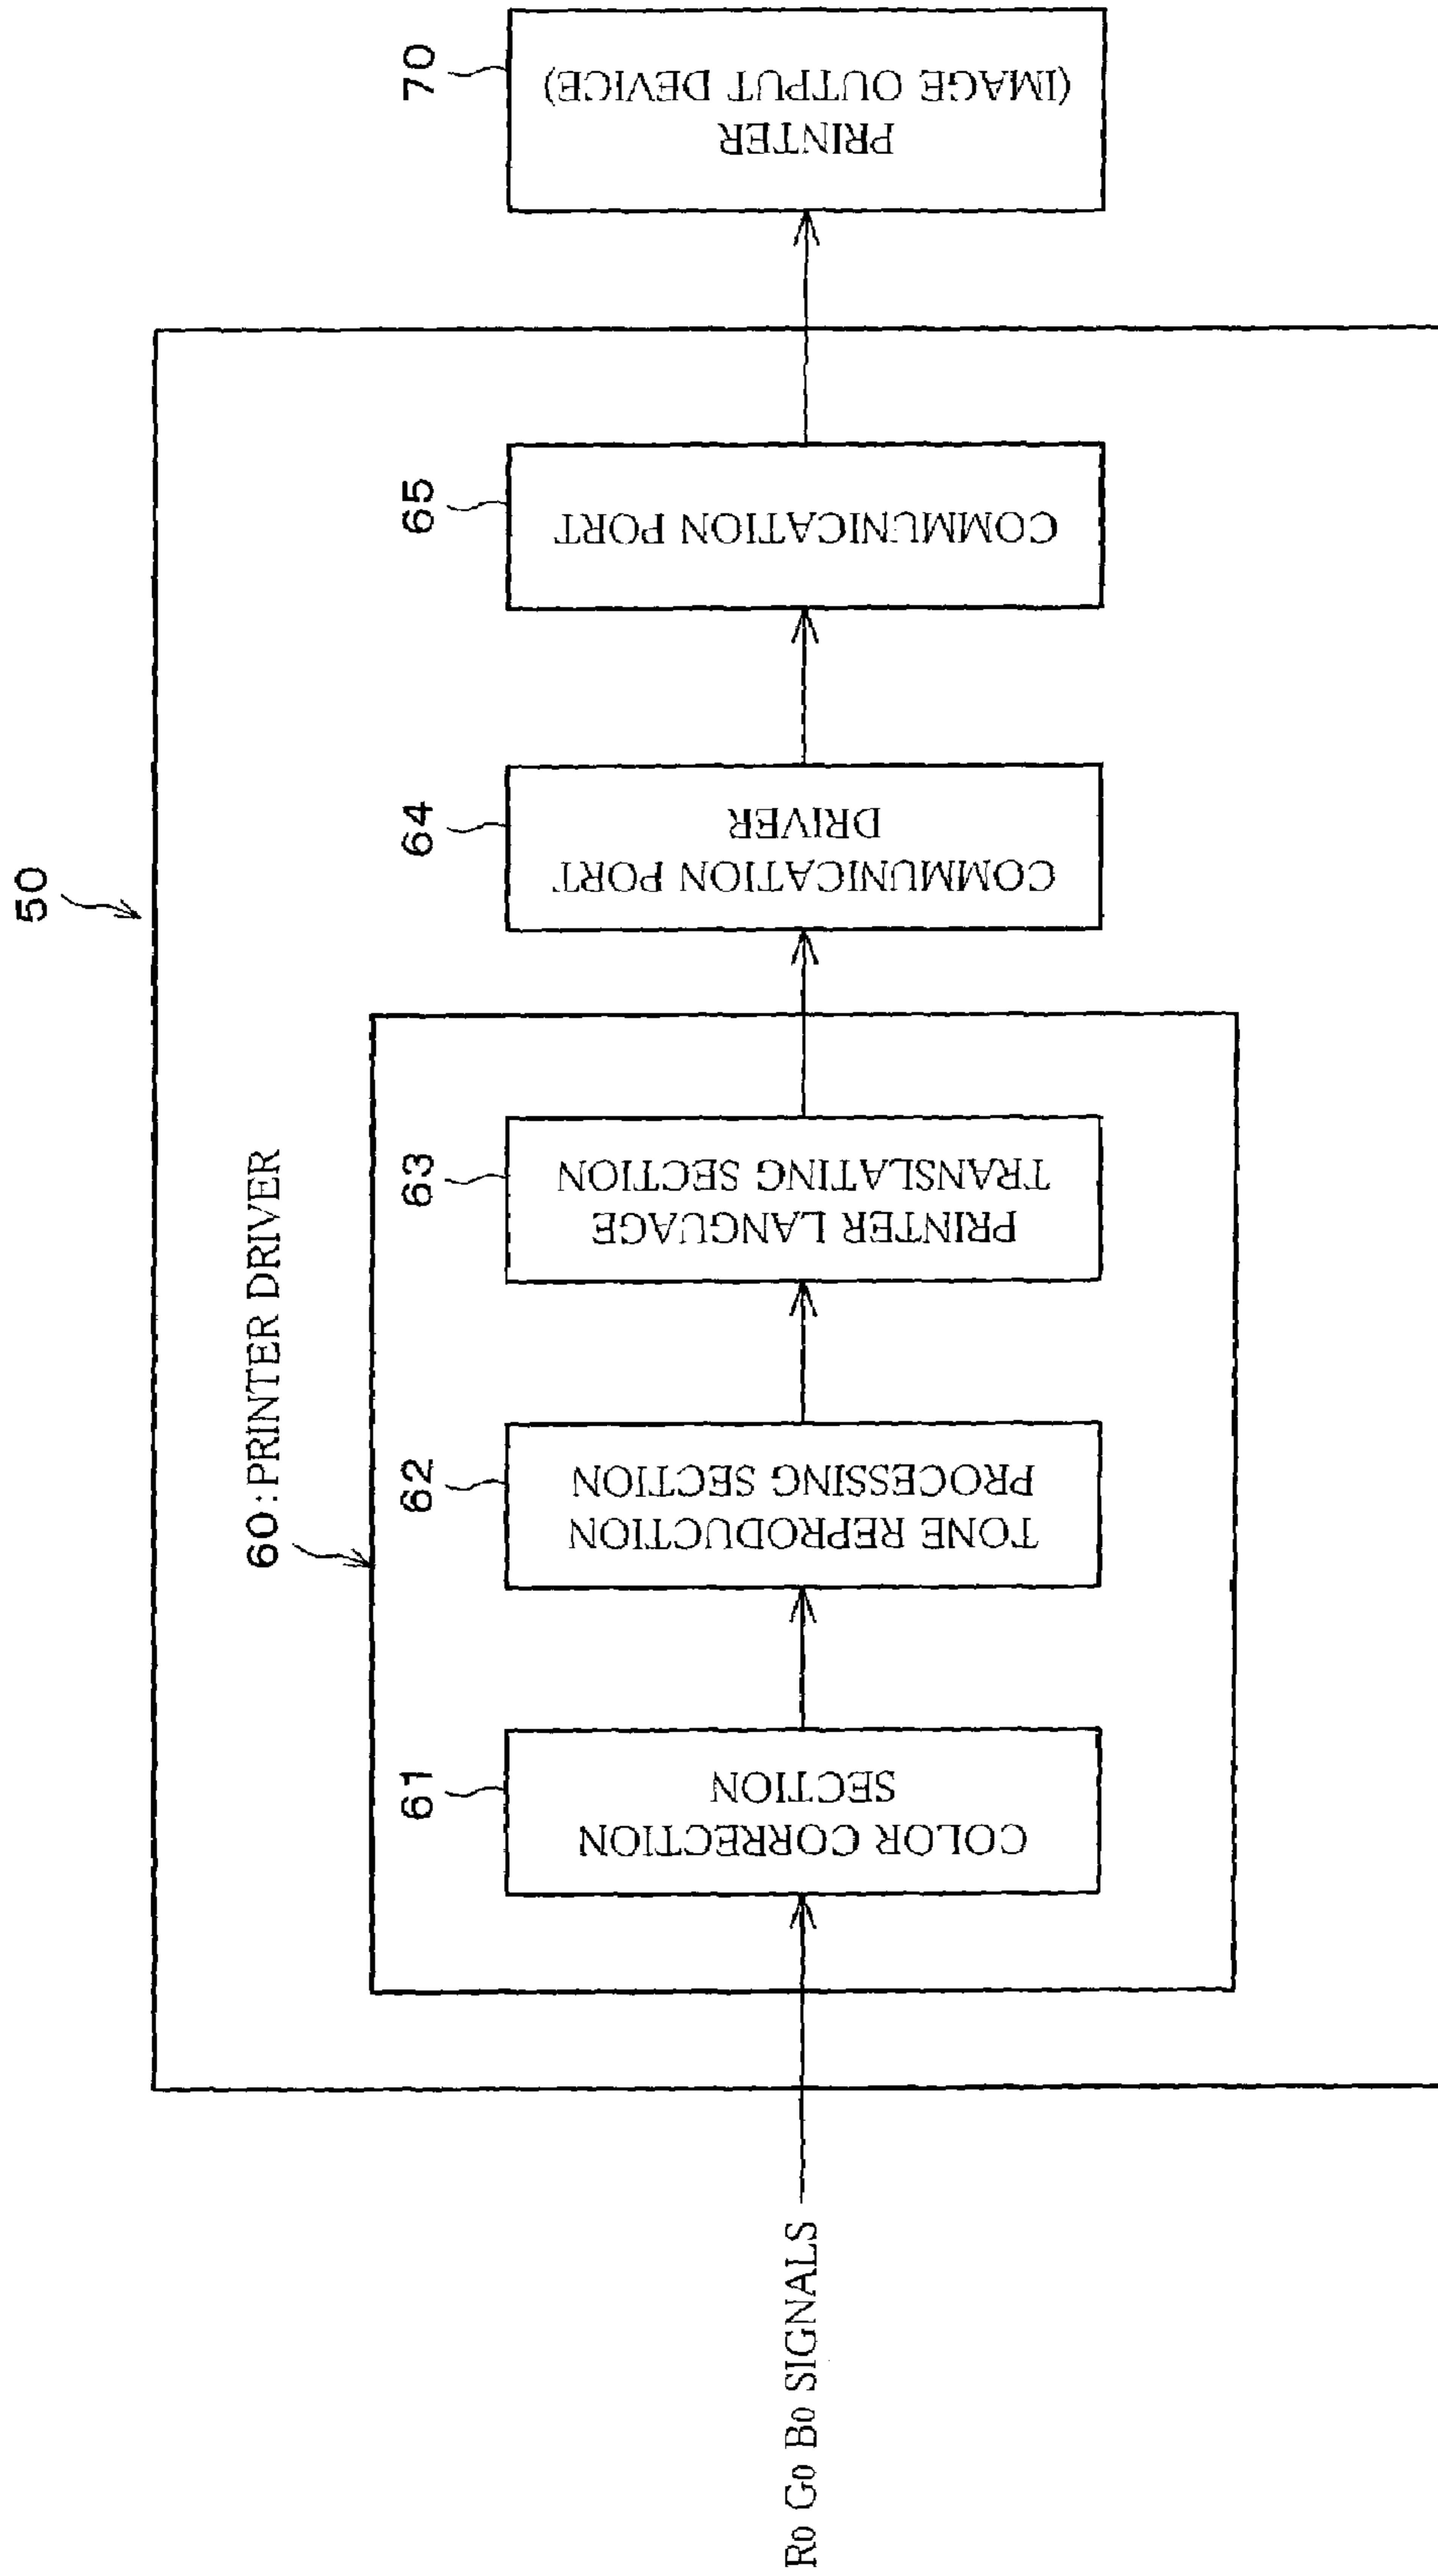 50
60:PRINTER DRIVER
R0 G0 B0 SIGNALS
61
COLOR CORRECTION
SECTION
62
TONE REPRODUCTION
PROCESSING SECTION
63
PRINTER LANGUAGE
TRANSLATING SECTION
64
COMMUNICATION PORT
DRIVER
65
COMMUNICATION PORT
70
PRINTER
(IMAGE OUTPUT DEVICE)